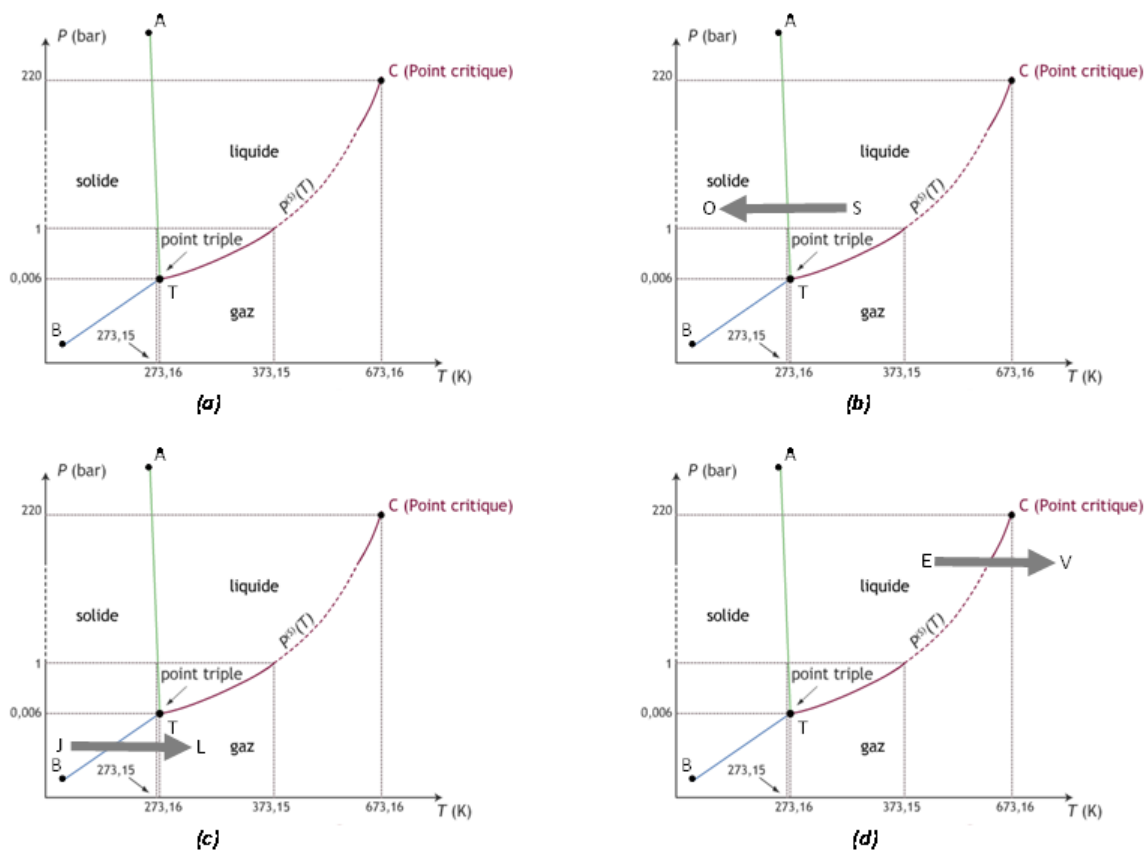 A
P (bar)
220
C (Point critique)
liquide
solide
P(S)(T)
1
point triple
0,006
T
gaz
B
273,15
273,16
373,15
673,16
T (K)
(a)
A
P (bar)
220
C (Point critique)
liquide
solide
O
S
P(S)(T)
1
point triple
0,006
T
gaz
B
273,15
273,16
373,15
673,16
T (K)
(b)
A
P (bar)
220
C (Point critique)
liquide
solide
P(S)(T)
1
point triple
0,006
T
J
L
gaz
B
273,15
273,16
373,15
673,16
T (K)
(c)
A
P (bar)
220
C (Point critique)
E
V
liquide
solide
P(S)(T)
1
point triple
0,006
T
gaz
B
273,15
273,16
373,15
673,16
T (K)
(d)